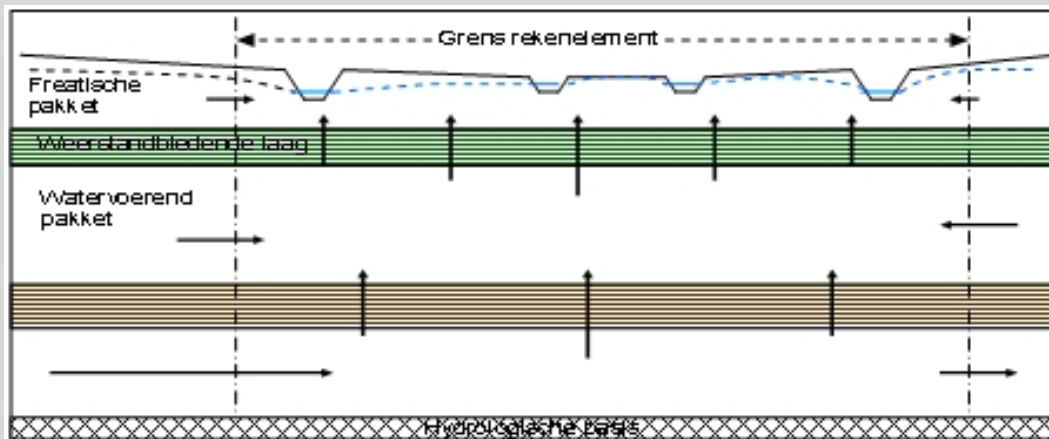 Grens rekenelement
Freatische
pakket
Weerstandbiedende laag
Watervoerend
pakket
Hydrologische basis